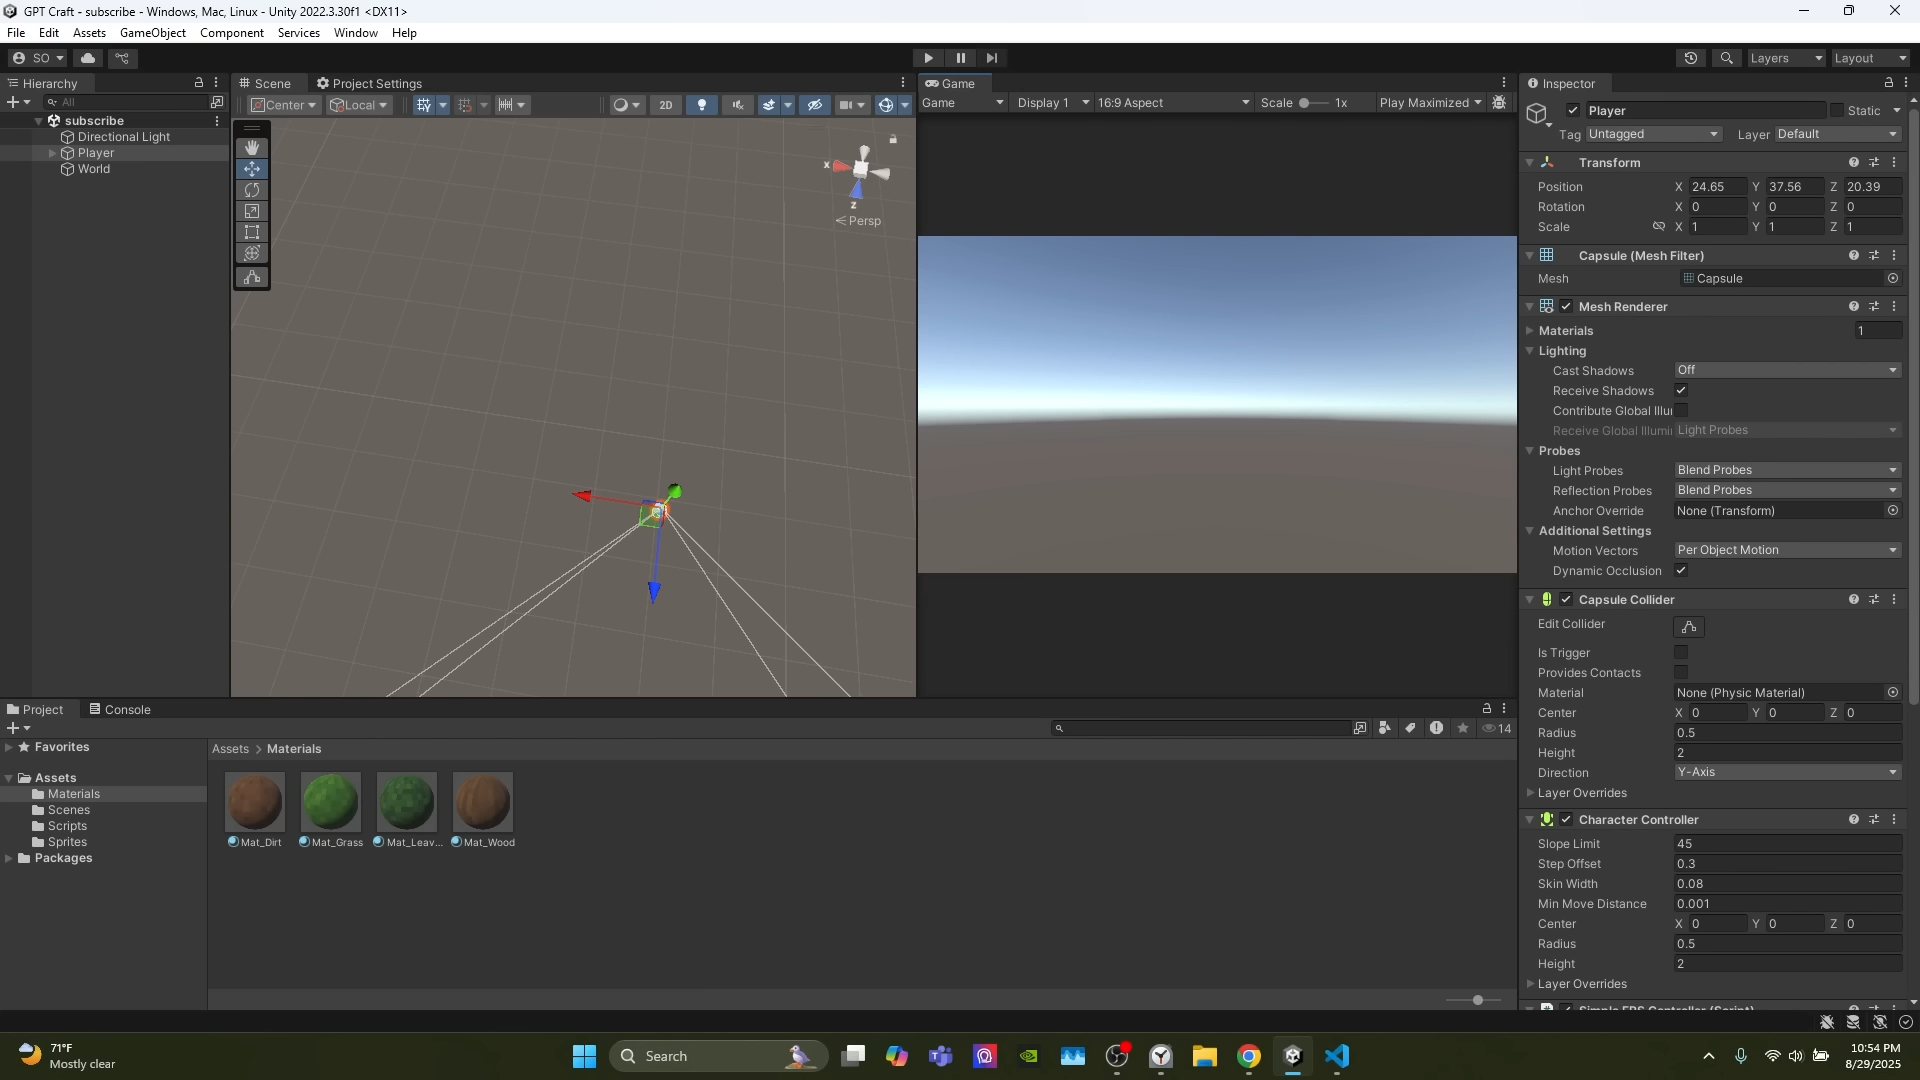 GPT Craft - subscribe - Windows, Mac, Linux - Unity 2022.3.30f1 <DX11>
File Edit Assets GameObject Component Services Window Help
SO
Layers Layout
Hierarchy
All
subscribe
Directional Light
Player
World
Scene Project Settings
Center Local 2D
x
z
Persp
Game
Game Display 1 16:9 Aspect Scale 1x Play Maximized
Inspector
Player Static
Tag Untagged Layer Default
Transform
Position X 24.65 Y 37.56 Z 20.39
Rotation X 0 Y 0 Z 0
Scale X 1 Y 1 Z 1
Capsule (Mesh Filter)
Mesh Capsule
Mesh Renderer
Materials 1
Lighting
Cast Shadows Off
Receive Shadows
Contribute Global Illu
Receive Global Illumi Light Probes
Probes
Light Probes Blend Probes
Reflection Probes Blend Probes
Anchor Override None (Transform)
Additional Settings
Motion Vectors Per Object Motion
Dynamic Occlusion
Capsule Collider
Edit Collider
Is Trigger
Provides Contacts
Material None (Physic Material)
Center X 0 Y 0 Z 0
Radius 0.5
Height 2
Direction Y-Axis
Layer Overrides
Character Controller
Slope Limit 45
Step Offset 0.3
Skin Width 0.08
Min Move Distance 0.001
Center X 0 Y 0 Z 0
Radius 0.5
Height 2
Layer Overrides
Simple FPS Controller (Script)
Project Console
14
Favorites
Assets
Materials
Scenes
Scripts
Sprites
Packages
Assets > Materials
Mat_Dirt Mat_Grass Mat_Leav... Mat_Wood
71°F
Mostly clear
Search
10:54 PM
8/29/2025